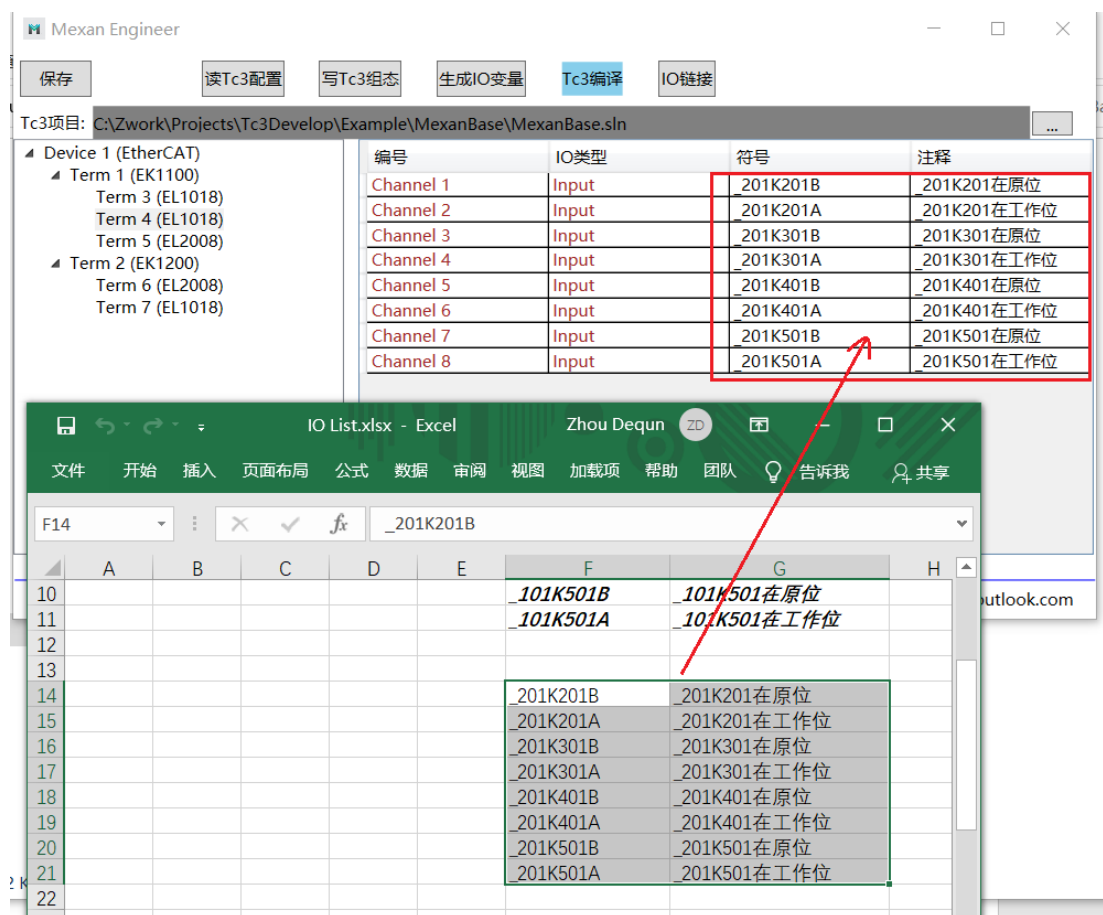 Mexan Engineer
保存 读Tc3配置 写Tc3组态 生成IO变量 Tc3编译 IO链接
Tc3项目: C:\Zwork\Projects\Tc3Develop\Example\MexanBase\MexanBase.sln ...
Device 1 (EtherCAT)
Term 1 (EK1100)
Term 3 (EL1018)
Term 4 (EL1018)
Term 5 (EL2008)
Term 2 (EK1200)
Term 6 (EL2008)
Term 7 (EL1018)
编号 IO类型 符号 注释
Channel 1 Input _201K201B _201K201在原位
Channel 2 Input _201K201A _201K201在工作位
Channel 3 Input _201K301B _201K301在原位
Channel 4 Input _201K301A _201K301在工作位
Channel 5 Input _201K401B _201K401在原位
Channel 6 Input _201K401A _201K401在工作位
Channel 7 Input _201K501B _201K501在原位
Channel 8 Input _201K501A _201K501在工作位
IO List.xlsx - Excel Zhou Dequn ZD
文件 开始 插入 页面布局 公式 数据 审阅 视图 加载项 帮助 团队 告诉我 共享
F14 fx _201K201B
A B C D E F G H
10 _101K501B _101K501在原位
11 _101K501A _101K501在工作位
12
13
14 _201K201B _201K201在原位
15 _201K201A _201K201在工作位
16 _201K301B _201K301在原位
17 _201K301A _201K301在工作位
18 _201K401B _201K401在原位
19 _201K401A _201K401在工作位
20 _201K501B _201K501在原位
21 _201K501A _201K501在工作位
22
outlook.com